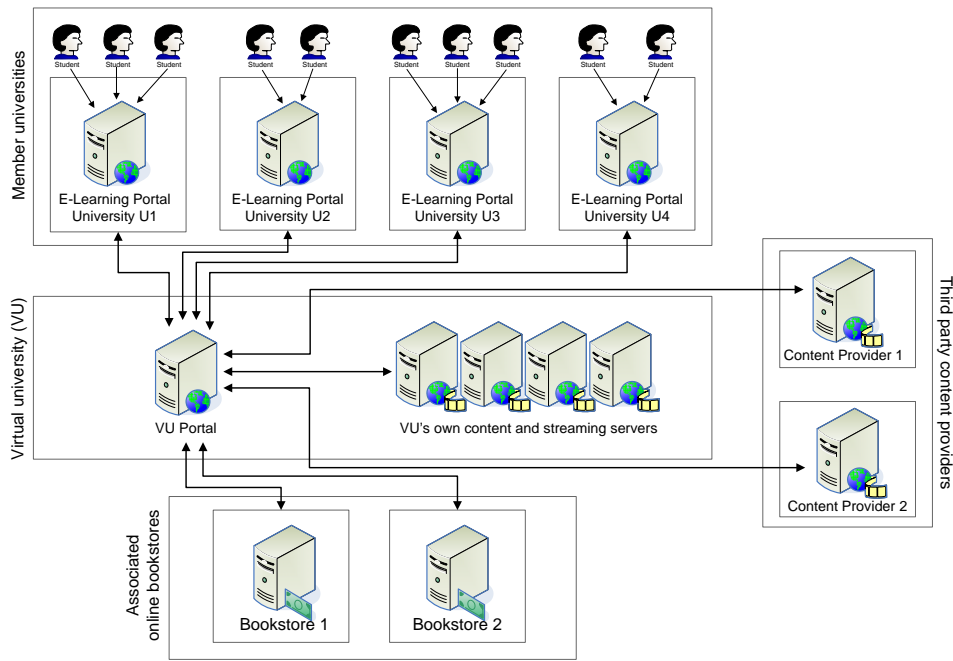 Member universities
Student
Student
Student
Student
Student
Student
Student
Student
Student
Student
E-Learning Portal
University U1
E-Learning Portal
University U2
E-Learning Portal
University U3
E-Learning Portal
University U4
Virtual university (VU)
VU Portal
VU's own content and streaming servers
Third party content providers
Content Provider 1
Content Provider 2
Associated
online bookstores
Bookstore 1
Bookstore 2